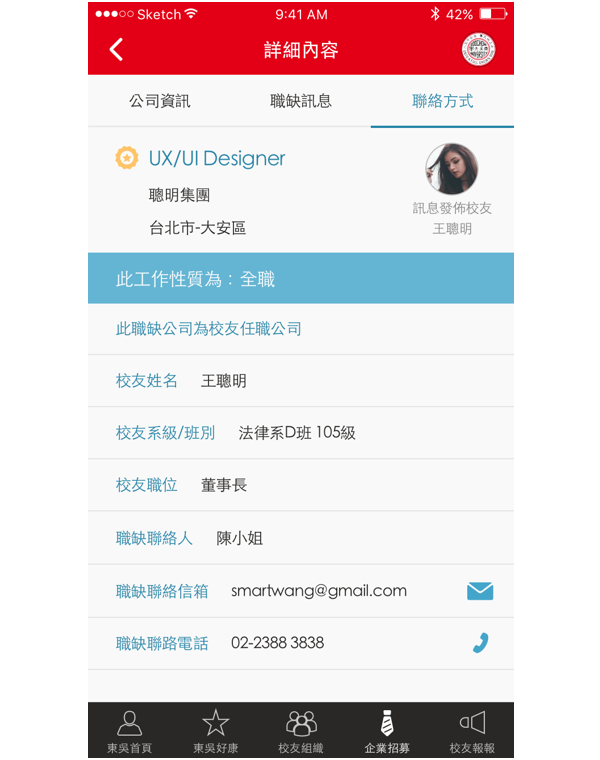 Sketch 9:41 AM 42%
詳細內容
公司資訊 職缺訊息 聯絡方式
UX/UI Designer
聰明集團
台北市-大安區
訊息發佈校友
王聰明
此工作性質為：全職
此職缺公司為校友任職公司
校友姓名 王聰明
校友系級/班別 法律系D班 105級
校友職位 董事長
職缺聯絡人 陳小姐
職缺聯絡信箱 smartwang@gmail.com
職缺聯路電話 02-2388 3838
東吳首頁 東吳好康 校友組織 企業招募 校友報報